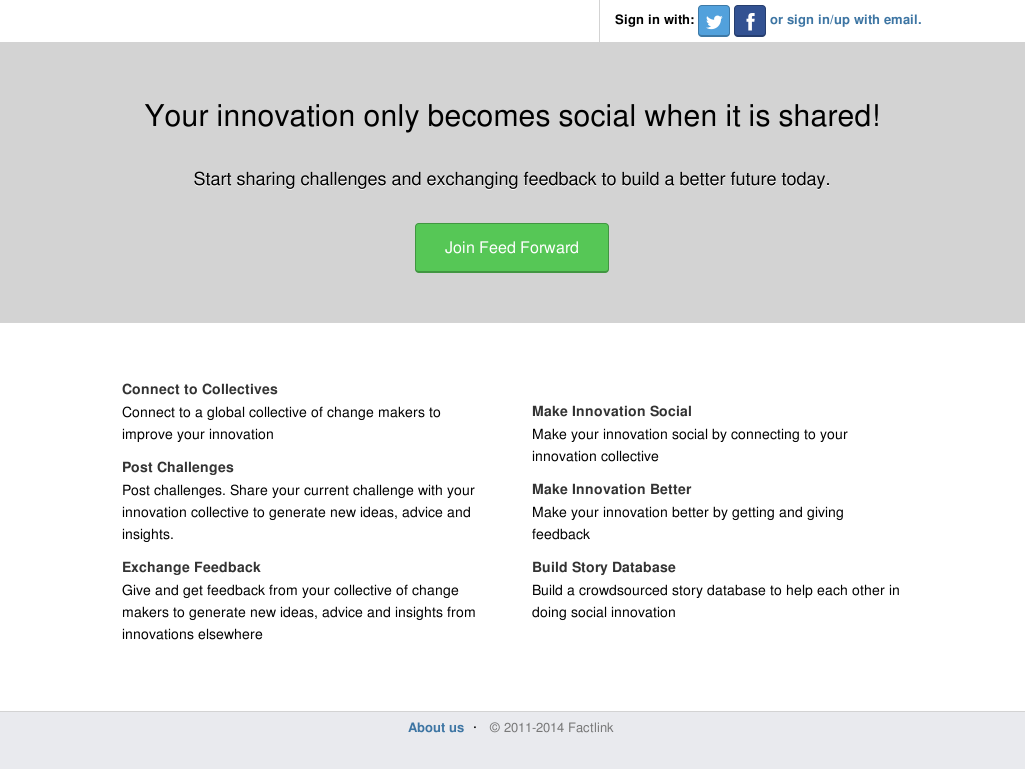 Sign in with: or sign in/up with email.
Your innovation only becomes social when it is shared!
Start sharing challenges and exchanging feedback to build a better future today.
Join Feed Forward
Connect to Collectives
Connect to a global collective of change makers to
improve your innovation
Post Challenges
Post challenges. Share your current challenge with your
innovation collective to generate new ideas, advice and
insights.
Exchange Feedback
Give and get feedback from your collective of change
makers to generate new ideas, advice and insights from
innovations elsewhere
Make Innovation Social
Make your innovation social by connecting to your
innovation collective
Make Innovation Better
Make your innovation better by getting and giving
feedback
Build Story Database
Build a crowdsourced story database to help each other in
doing social innovation
About us · © 2011-2014 Factlink